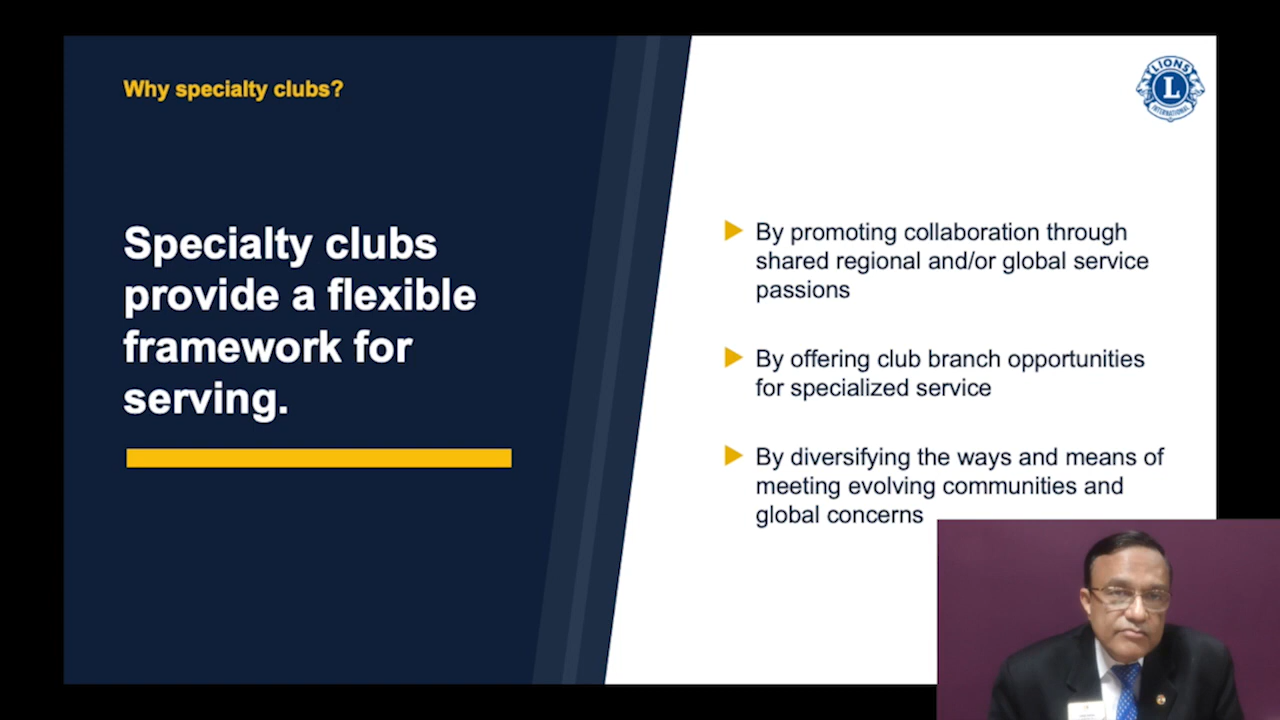 Why specialty clubs?
LIONS
L
INTERNATIONAL
Specialty clubs
provide a flexible
framework for
serving.
By promoting collaboration through
shared regional and/or global service
passions
By offering club branch opportunities
for specialized service
By diversifying the ways and means of
meeting evolving communities and
global concerns